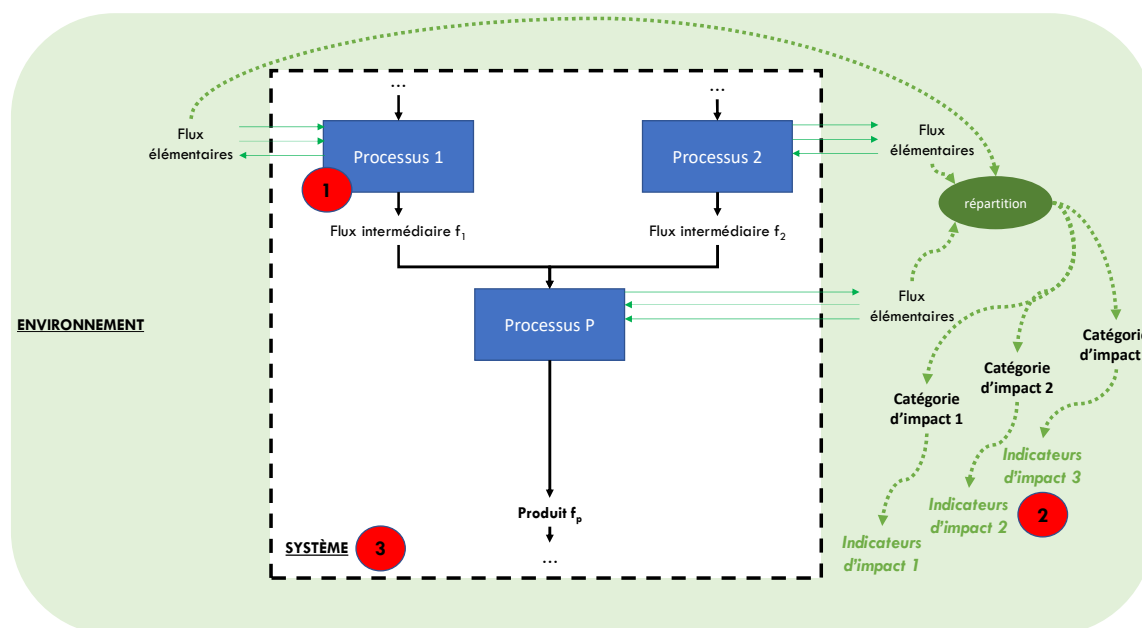 ...
...
Flux
élémentaires
Processus 1
Processus 2
Flux
élémentaires
1
répartition
Flux intermédiaire f₁
Flux intermédiaire f₂
Flux
élémentaires
ENVIRONNEMENT
Processus P
Catégorie
d'impact
Catégorie
d'impact 2
Catégorie
d'impact 1
Indicateurs
d'impact 3
Indicateurs
d'impact 2
2
Indicateurs
d'impact 1
Produit fₚ
SYSTÈME
3
...